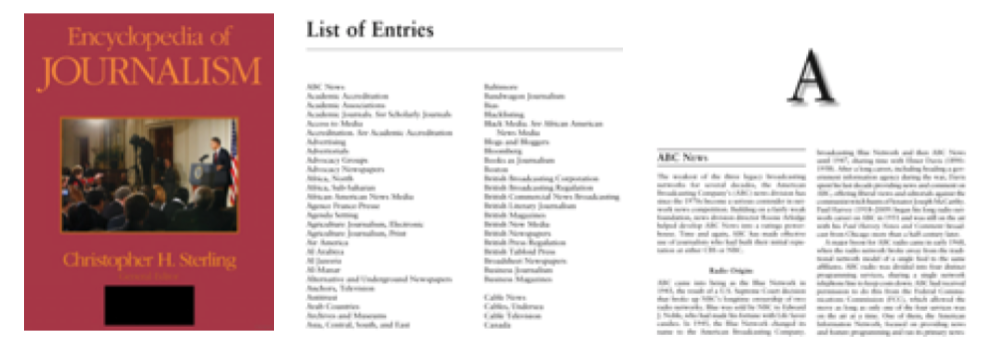 Encyclopedia of
JOURNALISM
Christopher H. Sterling
List of Entries
ABC News
Academic Accreditation
Academic Associations
Academic Journals. See Scholarly Journals
Access to Media
Accreditation. See Academic Accreditation
Advertising
Advertorials
Advocacy Groups
Advocacy Newspapers
Africa, North
Africa, Sub-Saharan
African American News Media
Agence France-Presse
Agenda Setting
Agriculture Journalism, Electronic
Agriculture Journalism, Print
Air America
Al Arabiya
Al Jazeera
Al Manar
Alternative and Underground Newspapers
Anchors, Television
Antitrust
Arab Countries
Archives and Museums
Asia, Central, South, and East
Baltimore
Bandwagon Journalism
Bias
Blacklisting
Black Media. See African American
News Media
Blogs and Bloggers
Bloomberg
Books as Journalism
Boston
British Broadcasting Corporation
British Broadcasting Regulation
British Commercial News Broadcasting
British Literary Journalism
British Magazines
British New Media
British Newspapers
British Press Regulation
British Tabloid Press
Broadsheet Newspapers
Business Journalism
Business Magazines
Cable News
Cables, Undersea
Cable Television
Canada
A
ABC News
The weakest of the three legacy broadcasting
networks for several decades, the American
Broadcasting Company's (ABC) news division has
since the 1970s become a serious contender in net-
work news competition. Building on a fairly weak
foundation, news division director Roone Arledge
helped develop ABC News into a ratings power-
house. Time and again, ABC has made effective
use of journalists who had built their initial repu-
tation at either CBS or NBC.
Radio Origins
ABC came into being as the Blue Network in
1943, the result of a U.S. Supreme Court decision
that broke up NBC's longtime ownership of two
radio networks. Blue was sold by NBC to Edward
J. Noble, who had made his fortune with Life Saver
candies. In 1945, the Blue Network changed its
name to the American Broadcasting Company.
broadcasting Blue Network and then ABC News
until 1947, sharing time with Elmer Davis (1890–
1958). After a long career, including heading a gov-
ernment information agency during the war, Davis
spent his last decade providing news and comment on
ABC, offering liberal views and editorials against the
communist witch hunts of Senator Joseph McCarthy.
Paul Harvey (1918–2009) began his long radio net-
work career on ABC in 1951 and was still on the air
with his Paul Harvey News and Comment broad-
cast from Chicago more than a half century later.
A major boost for ABC radio came in early 1968,
when the radio network broke away from the tradi-
tional network model of a single feed to the same
affiliates. ABC radio was divided into four distinct
programming services, sharing a single network
telephone line to keep costs down. ABC had received
permission to do this from the Federal Commu-
nications Commission (FCC), which allowed the
move as long as only one of the four services was
on the air at a time. One of them, the American
Information Network, focused on providing news
and feature programming and ran its primary news